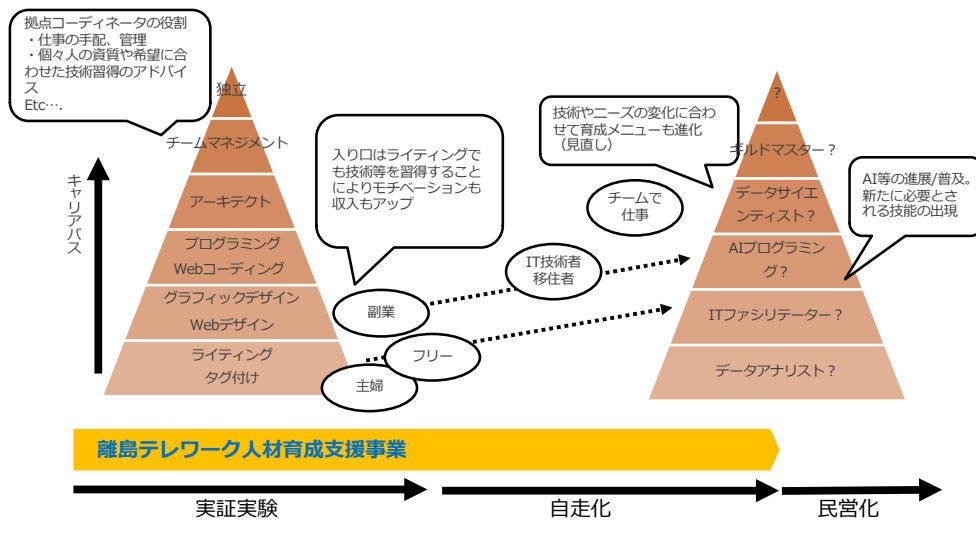 拠点コーディネータの役割
・仕事の手配、管理
・個々人の資質や希望に合
わせた技術習得のアドバイ
ス
Etc….
独立
チームマネジメント
アーキテクト
プログラミング
Webコーディング
グラフィックデザイン
Webデザイン
ライティング
タグ付け
キャリアパス
入り口はライティングで
も技術等を習得すること
によりモチベーションも
収入もアップ
副業
フリー
主婦
IT技術者
移住者
チームで
仕事
技術やニーズの変化に合わ
せて育成メニューも進化
（見直し）
？
ギルドマスター？
データサイエ
ンティスト？
AIプログラミン
グ？
ITファシリテーター？
データアナリスト？
AI等の進展/普及。
新たに必要とさ
れる技能の出現
離島テレワーク人材育成支援事業
実証実験
自走化
民営化